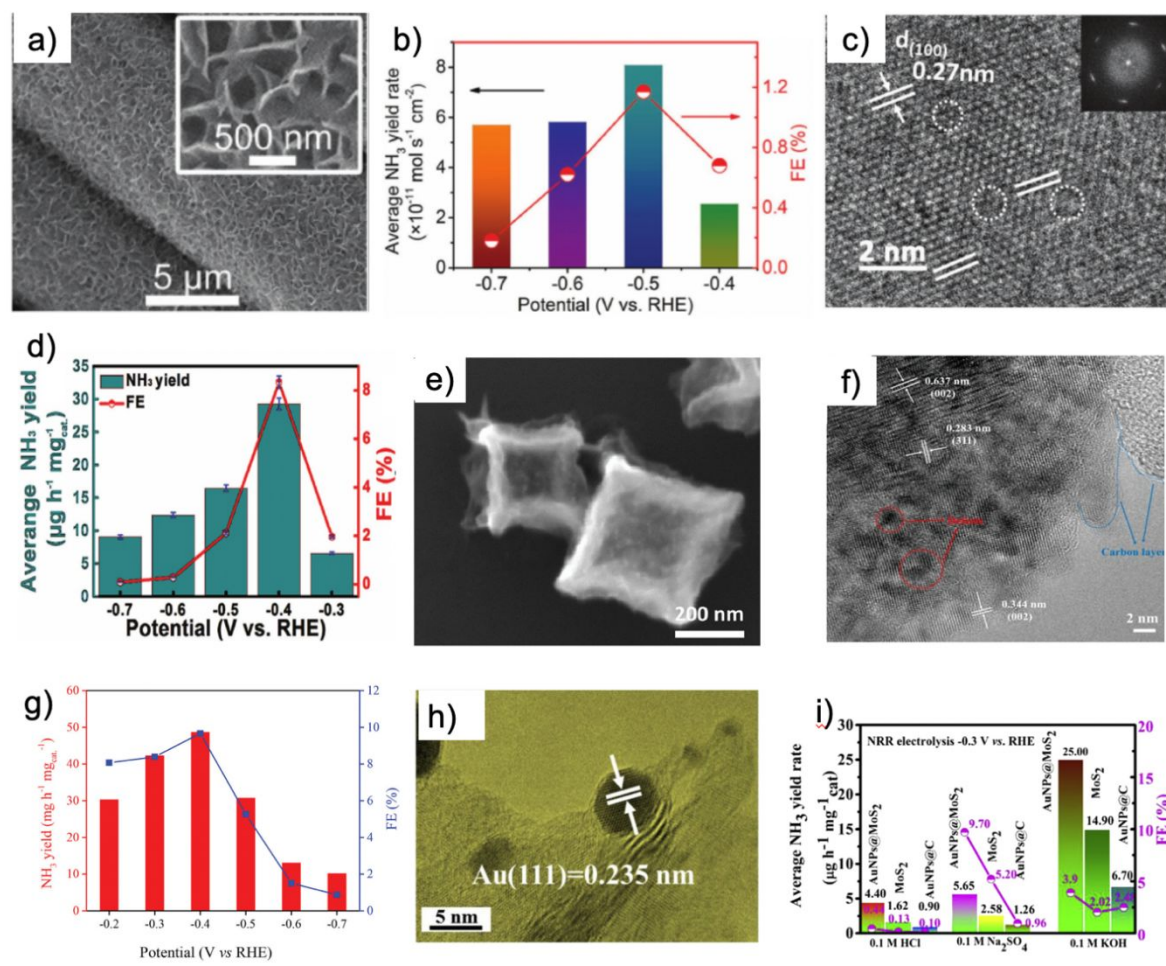 a)
500 nm
5 µm
b)
Average NH3 yield rate
(×10-11 mol s-1 cm-2)
8
6
4
2
0
1.2
0.8
0.4
0.0
FE (%)
-0.7 -0.6 -0.5 -0.4
Potential (V vs. RHE)
c)
d(100)
0.27nm
2 nm
d)
Averange NH3 yield
(µg h-1 mg-1cat.)
35
30
25
20
15
10
5
0
NH3 yield
FE
8
6
4
2
0
FE (%)
-0.7 -0.6 -0.5 -0.4 -0.3
Potential (V vs. RHE)
e)
200 nm
f)
0.637 nm
(002)
0.283 nm
(311)
Carbon layer
0.344 nm
(002)
2 nm
g)
NH3 yield (mg h-1 mgcat.-1)
60
50
40
30
20
10
0
12
10
8
6
4
2
0
FE (%)
-0.2 -0.3 -0.4 -0.5 -0.6 -0.7
Potential (V vs RHE)
h)
Au(111)=0.235 nm
5 nm
i)
Average NH3 yield rate
(µg h-1 mg-1 cat)
30
25
20
15
10
5
0
NRR electrolysis -0.3 V vs. RHE
AuNPs@MoS2
4.40
MoS2
1.62
0.13
AuNPs@C
0.90
0.10
AuNPs@MoS2
9.70
5.65
MoS2
5.20
2.58
AuNPs@C
1.26
0.96
AuNPs@MoS2
25.00
3.9
MoS2
14.90
2.02
AuNPs@C
6.70
20
15
10
5
0
FE (%)
0.1 M HCl 0.1 M Na2SO4 0.1 M KOH